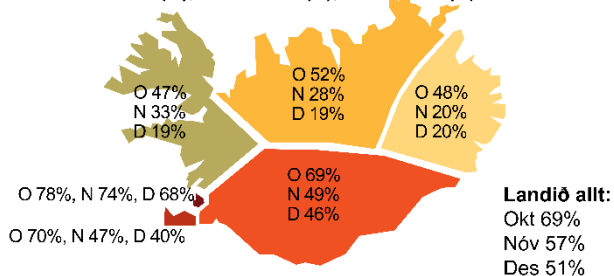 O 52%
N 28%
D 19%
O 47%
N 33%
D 19%
O 48%
N 20%
D 20%
O 69%
N 49%
D 46%
O 78%, N 74%, D 68%
O 70%, N 47%, D 40%
Landið allt:
Okt 69%
Nóv 57%
Des 51%